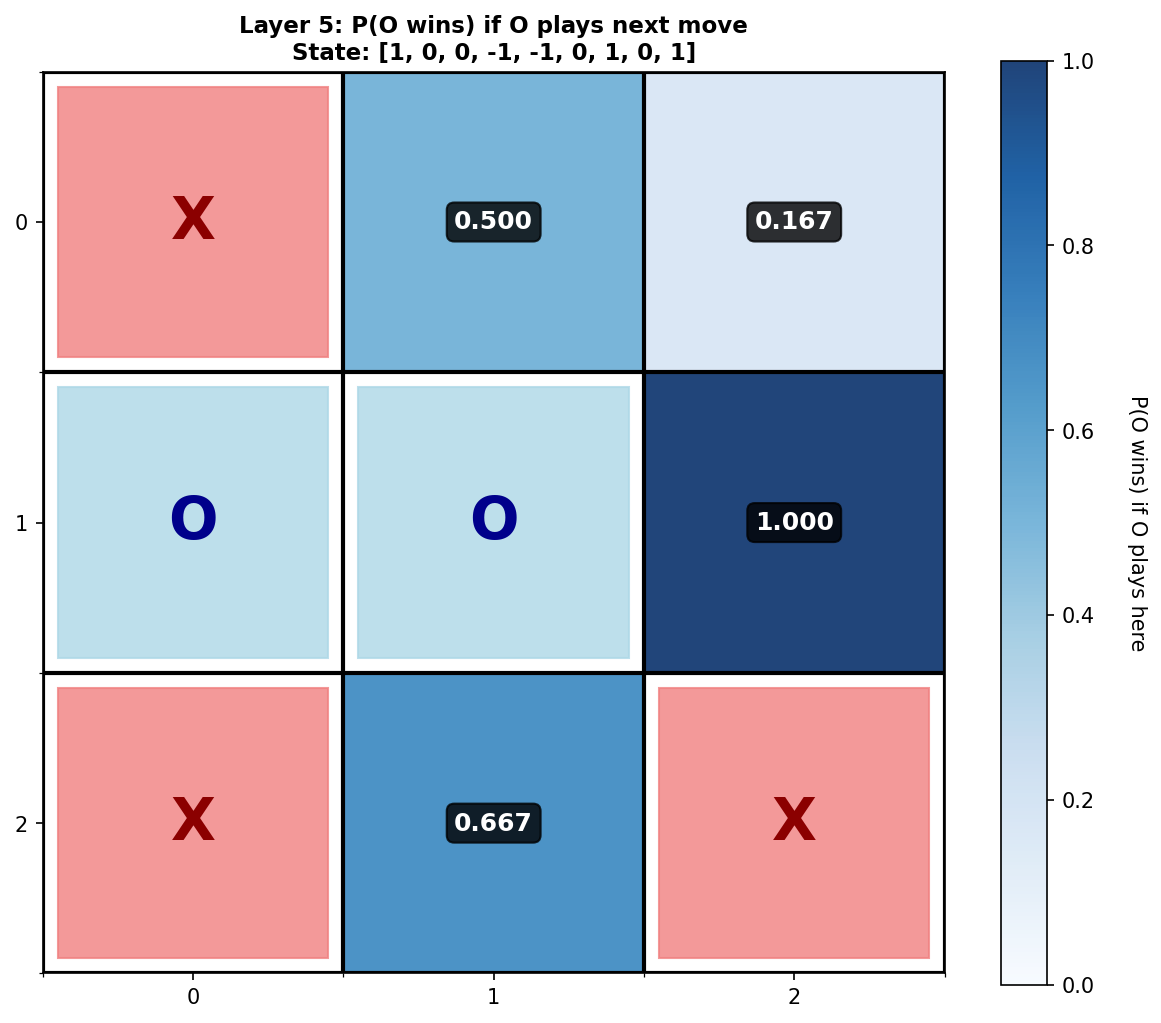 Layer 5: P(O wins) if O plays next move
State: [1, 0, 0, -1, -1, 0, 1, 0, 1]
X
0.500
0.167
O
O
1.000
X
0.667
X
0
1
2
0
1
2
1.0
0.8
0.6
0.4
0.2
0.0
P(O wins) if O plays here